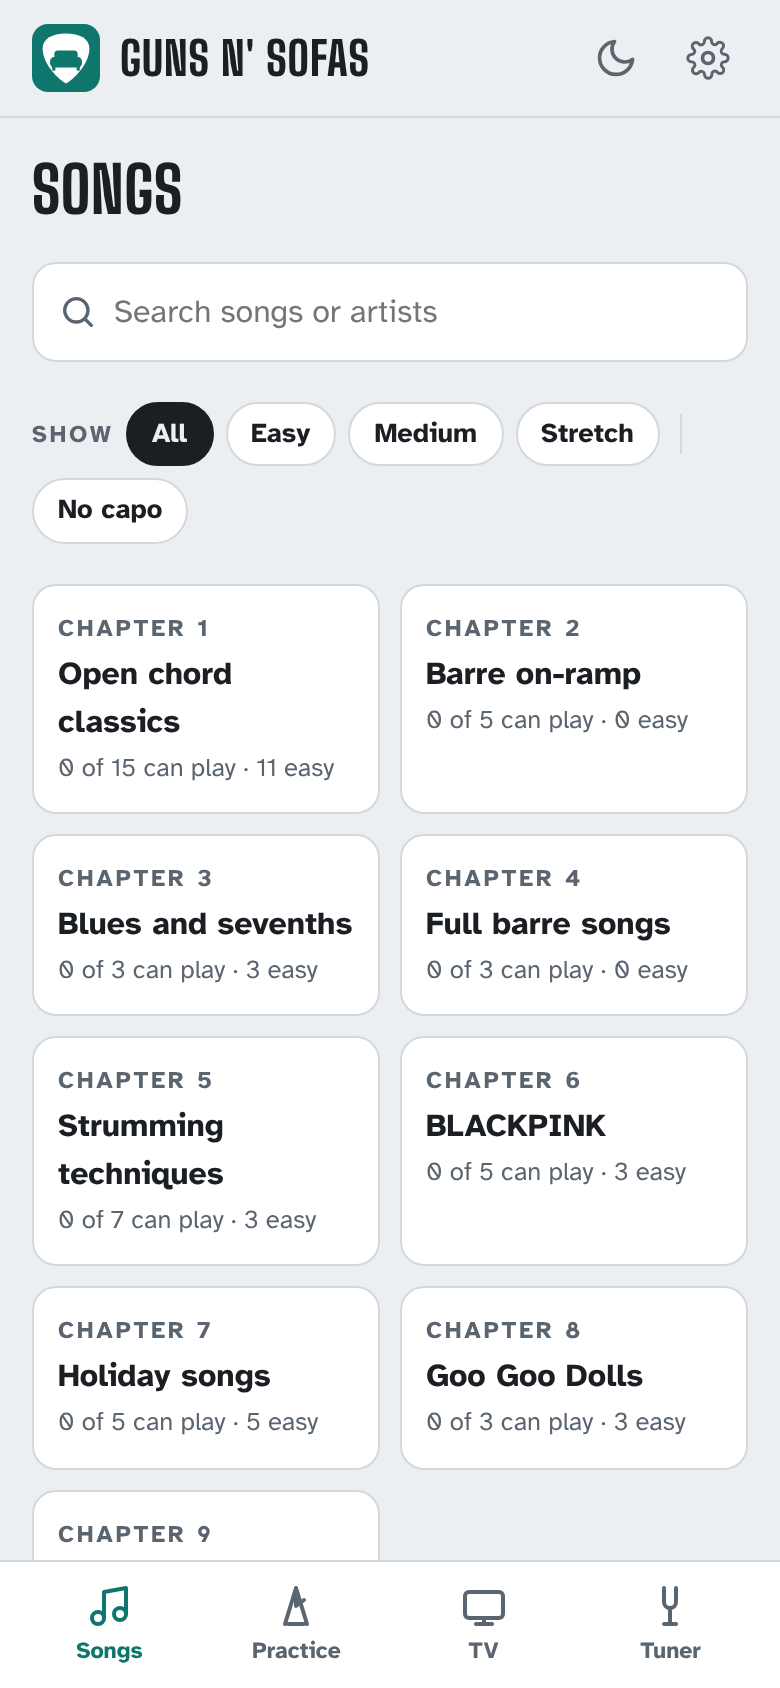 GUNS N' SOFAS
SONGS
Search songs or artists
SHOW All Easy Medium Stretch
No capo
CHAPTER 1
Open chord
classics
0 of 15 can play · 11 easy
CHAPTER 2
Barre on-ramp
0 of 5 can play · 0 easy
CHAPTER 3
Blues and sevenths
0 of 3 can play · 3 easy
CHAPTER 4
Full barre songs
0 of 3 can play · 0 easy
CHAPTER 5
Strumming
techniques
0 of 7 can play · 3 easy
CHAPTER 6
BLACKPINK
0 of 5 can play · 3 easy
CHAPTER 7
Holiday songs
0 of 5 can play · 5 easy
CHAPTER 8
Goo Goo Dolls
0 of 3 can play · 3 easy
CHAPTER 9
Songs Practice TV Tuner